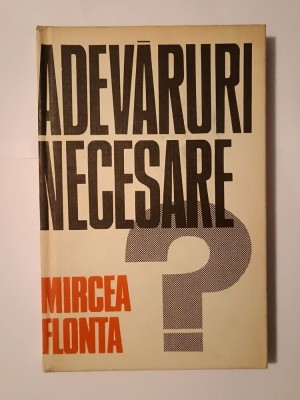 ADEVĂRURI
NECESARE
?
MIRCEA
FLONTA